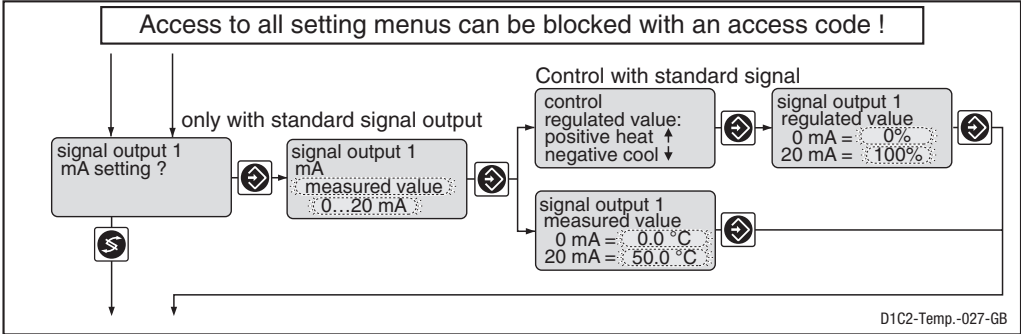 Access to all setting menus can be blocked with an access code !
Control with standard signal
only with standard signal output
signal output 1
mA setting ?
signal output 1
mA
measured value
0...20 mA
control
regulated value:
positive heat ↑
negative cool ↓
signal output 1
regulated value
0 mA = 0%
20 mA = 100%
signal output 1
measured value
0 mA = 0.0 °C
20 mA = 50.0 °C
D1C2-Temp.-027-GB